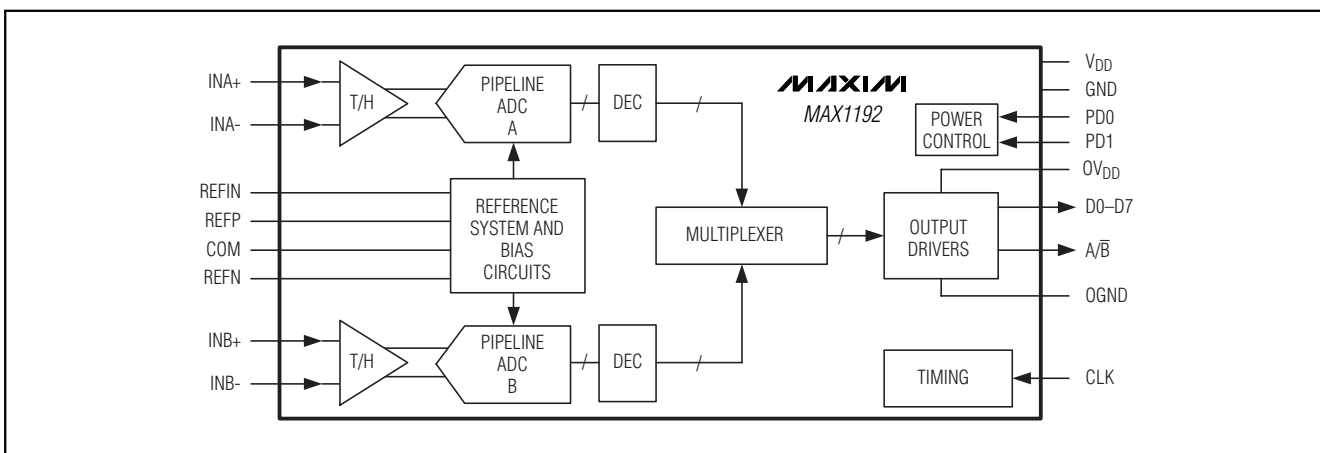 INA+
INA-
T/H
PIPELINE
ADC
A
DEC
MAXIM
MAX1192
POWER
CONTROL
VDD
GND
PD0
PD1
REFIN
REFP
COM
REFN
REFERENCE
SYSTEM AND
BIAS
CIRCUITS
MULTIPLEXER
OUTPUT
DRIVERS
OVDD
D0–D7
A/B̅
OGND
INB+
INB-
T/H
PIPELINE
ADC
B
DEC
TIMING
CLK